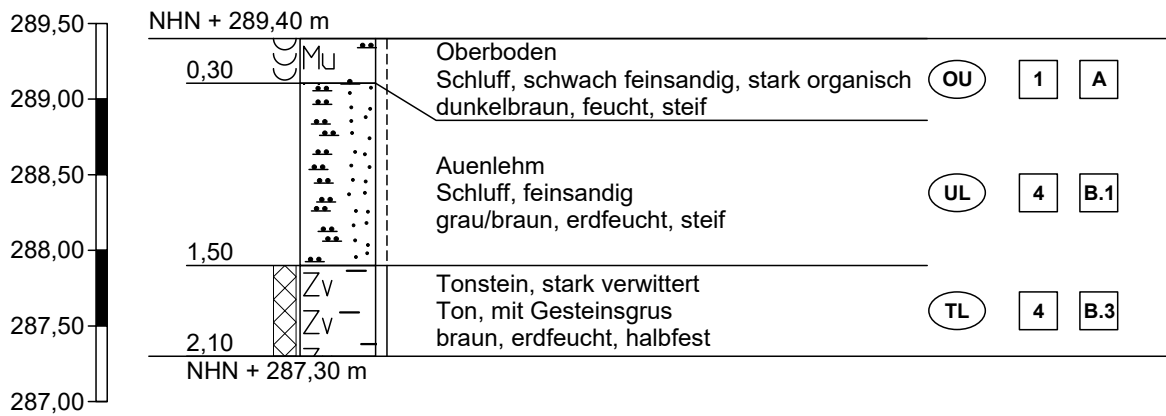 289,50
NHN + 289,40 m
Mu
Oberboden
0,30
Schluff, schwach feinsandig, stark organisch
OU
1
A
289,00
dunkelbraun, feucht, steif
288,50
Auenlehm
Schluff, feinsandig
UL
4
B.1
grau/braun, erdfeucht, steif
288,00
1,50
Zv
Tonstein, stark verwittert
Zv
Ton, mit Gesteinsgrus
TL
4
B.3
287,50
braun, erdfeucht, halbfest
2,10
NHN + 287,30 m
287,00